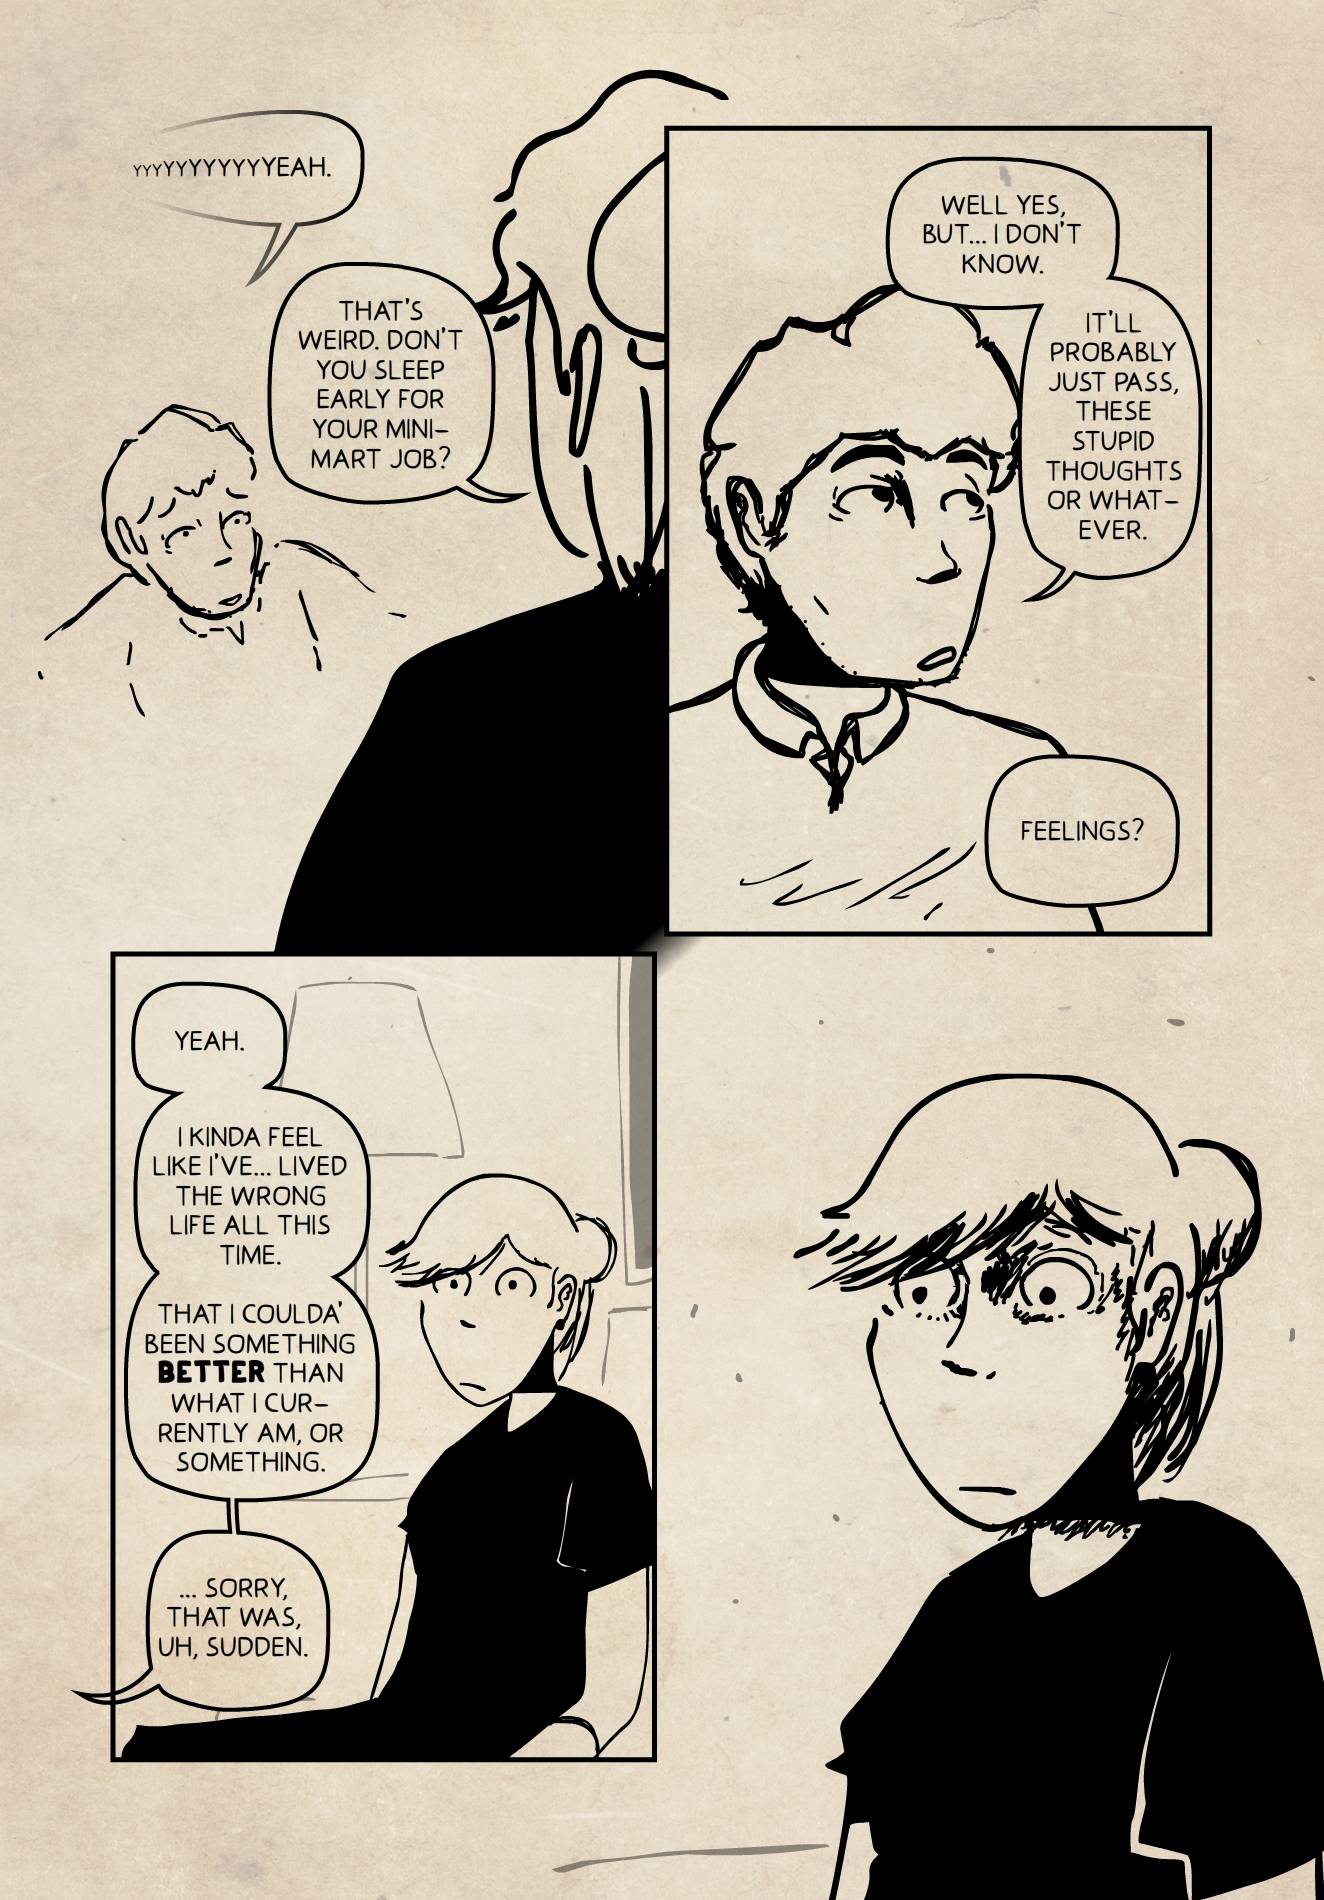 YYYYYYYYYYYEAH.
THAT'S
WEIRD. DON'T
YOU SLEEP
EARLY FOR
YOUR MINI-
MART JOB?
WELL YES,
BUT... I DON'T
KNOW.
IT'LL
PROBABLY
JUST PASS,
THESE
STUPID
THOUGHTS
OR WHAT-
EVER.
FEELINGS?
YEAH.
I KINDA FEEL
LIKE I'VE... LIVED
THE WRONG
LIFE ALL THIS
TIME.
THAT I COULDA'
BEEN SOMETHING
BETTER THAN
WHAT I CUR-
RENTLY AM, OR
SOMETHING.
... SORRY,
THAT WAS,
UH, SUDDEN.